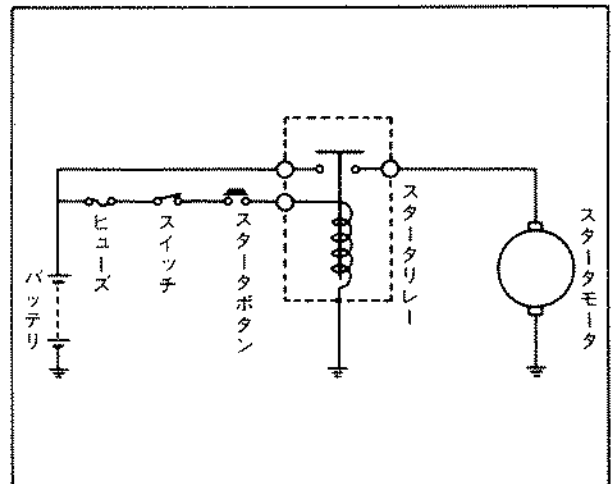 バッテリ
ヒューズ
スイッチ
スタータボタン
スタータリレー
スタータモータ